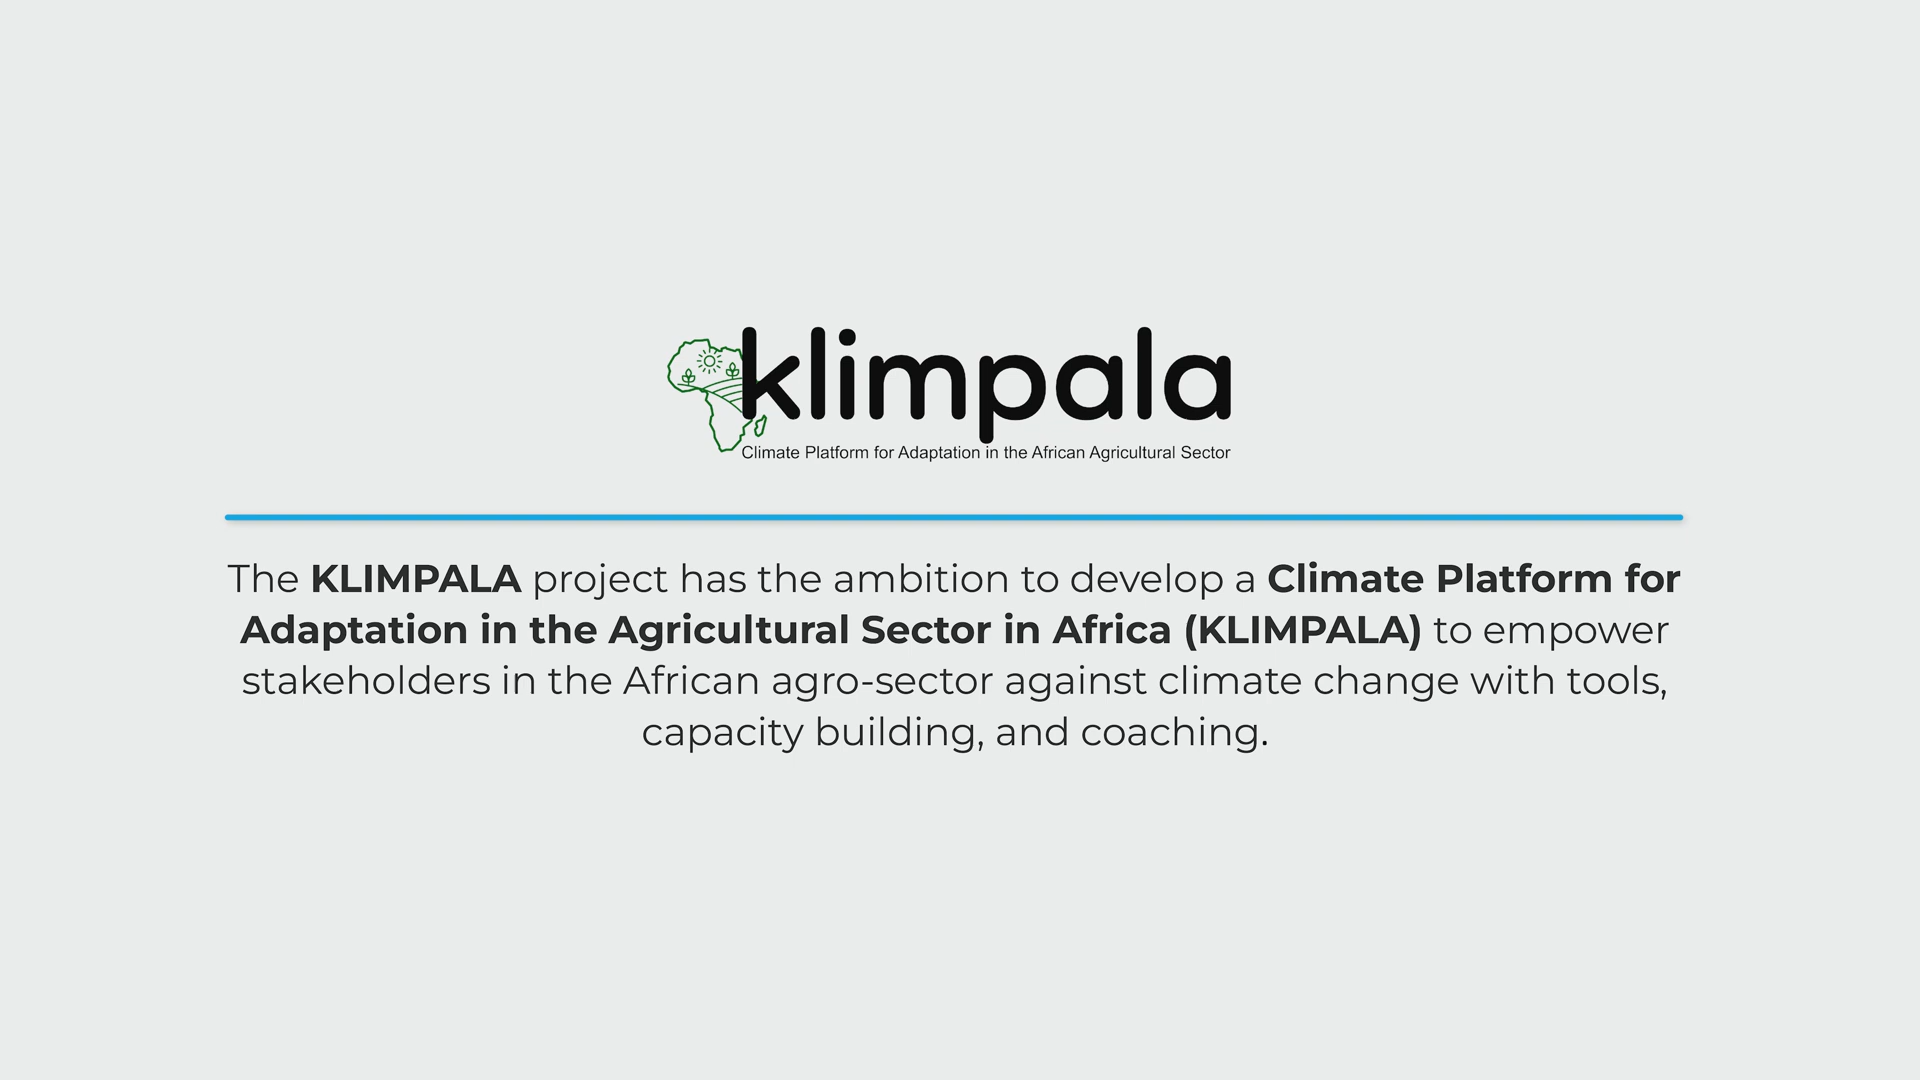 klimpala
Climate Platform for Adaptation in the African Agricultural Sector
The KLIMPALA project has the ambition to develop a Climate Platform for
Adaptation in the Agricultural Sector in Africa (KLIMPALA) to empower
stakeholders in the African agro-sector against climate change with tools,
capacity building, and coaching.